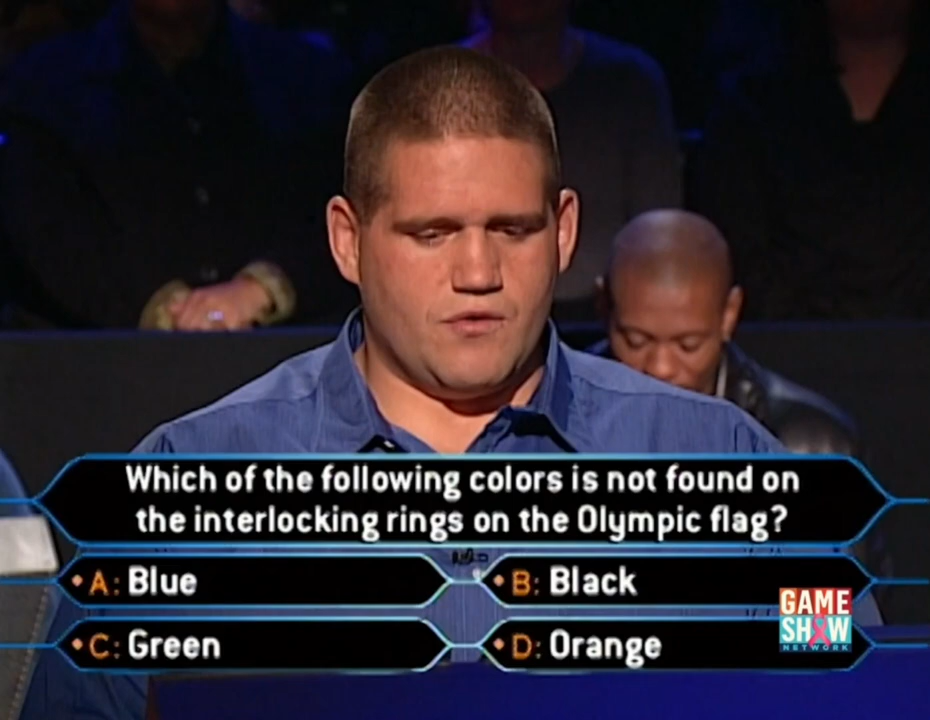 Which of the following colors is not found on
the interlocking rings on the Olympic flag?
A: Blue
B: Black
C: Green
D: Orange
GAME
SHOW
NETWORK